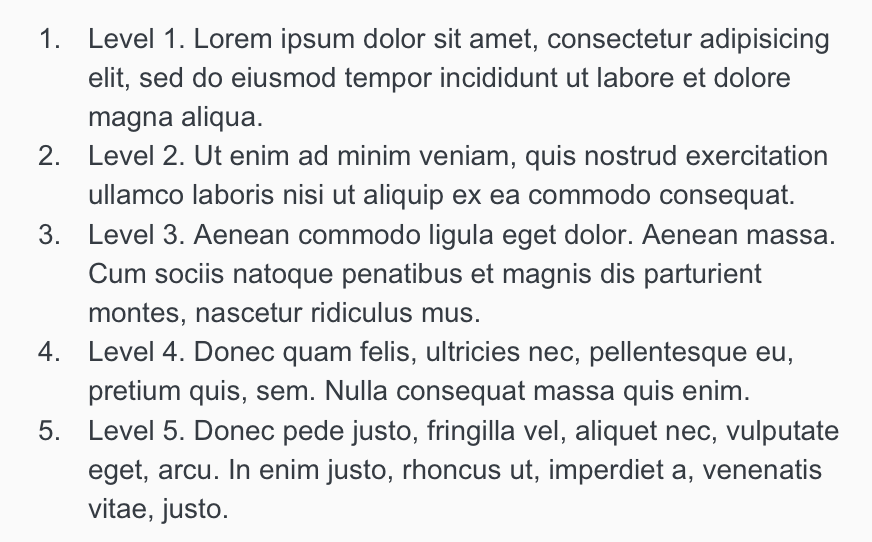 1. Level 1. Lorem ipsum dolor sit amet, consectetur adipisicing
elit, sed do eiusmod tempor incididunt ut labore et dolore
magna aliqua.
2. Level 2. Ut enim ad minim veniam, quis nostrud exercitation
ullamco laboris nisi ut aliquip ex ea commodo consequat.
3. Level 3. Aenean commodo ligula eget dolor. Aenean massa.
Cum sociis natoque penatibus et magnis dis parturient
montes, nascetur ridiculus mus.
4. Level 4. Donec quam felis, ultricies nec, pellentesque eu,
pretium quis, sem. Nulla consequat massa quis enim.
5. Level 5. Donec pede justo, fringilla vel, aliquet nec, vulputate
eget, arcu. In enim justo, rhoncus ut, imperdiet a, venenatis
vitae, justo.